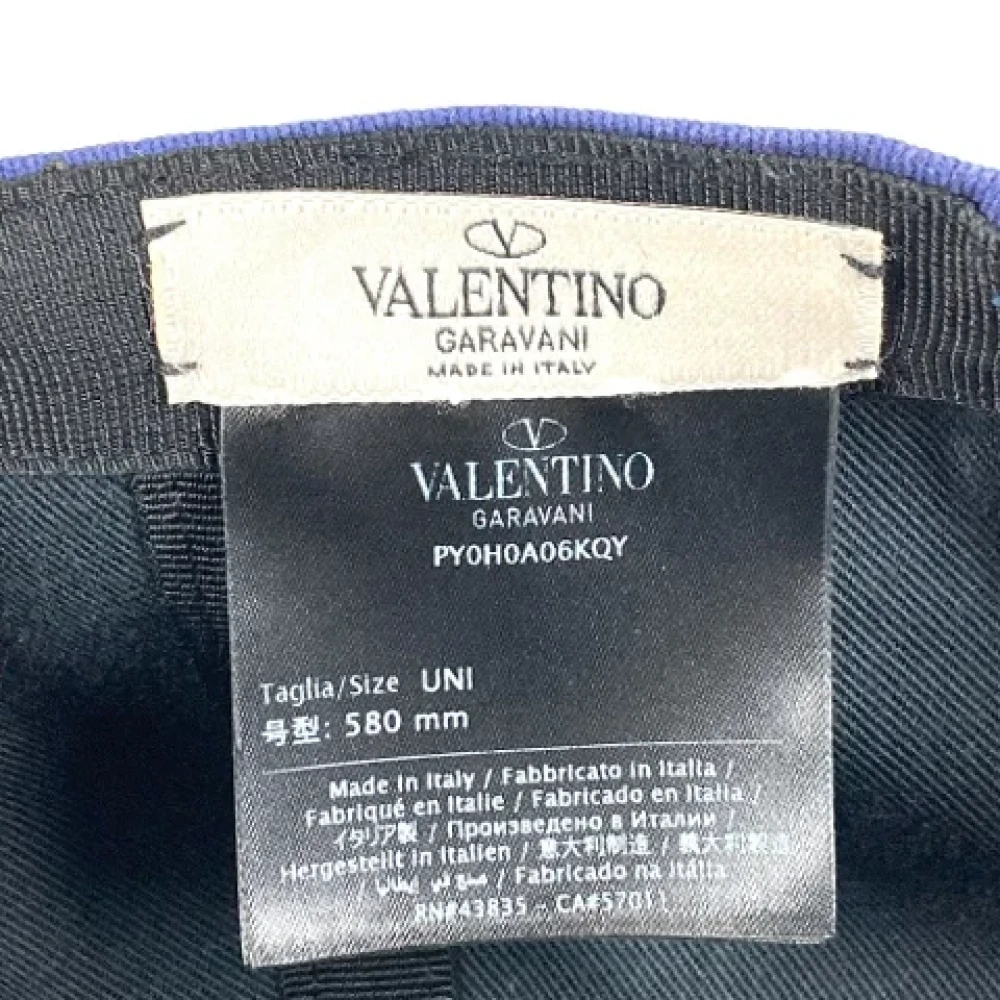 V
VALENTINO
GARAVANI
MADE IN ITALY
V
VALENTINO
GARAVANI
PY0H0A06KQY
Taglia/Size UNI
号型: 580 mm
Made in Italy / Fabbricato in Italia /
Fabriqué en Italie / Fabricado en Italia /
イタリア製 / Произведено в Италии /
Hergestellt in Italien / 意大利制造 / 義大利製造
/ صنع في إيطاليا / Fabricado na Itália
RN#43835 - CA#57011